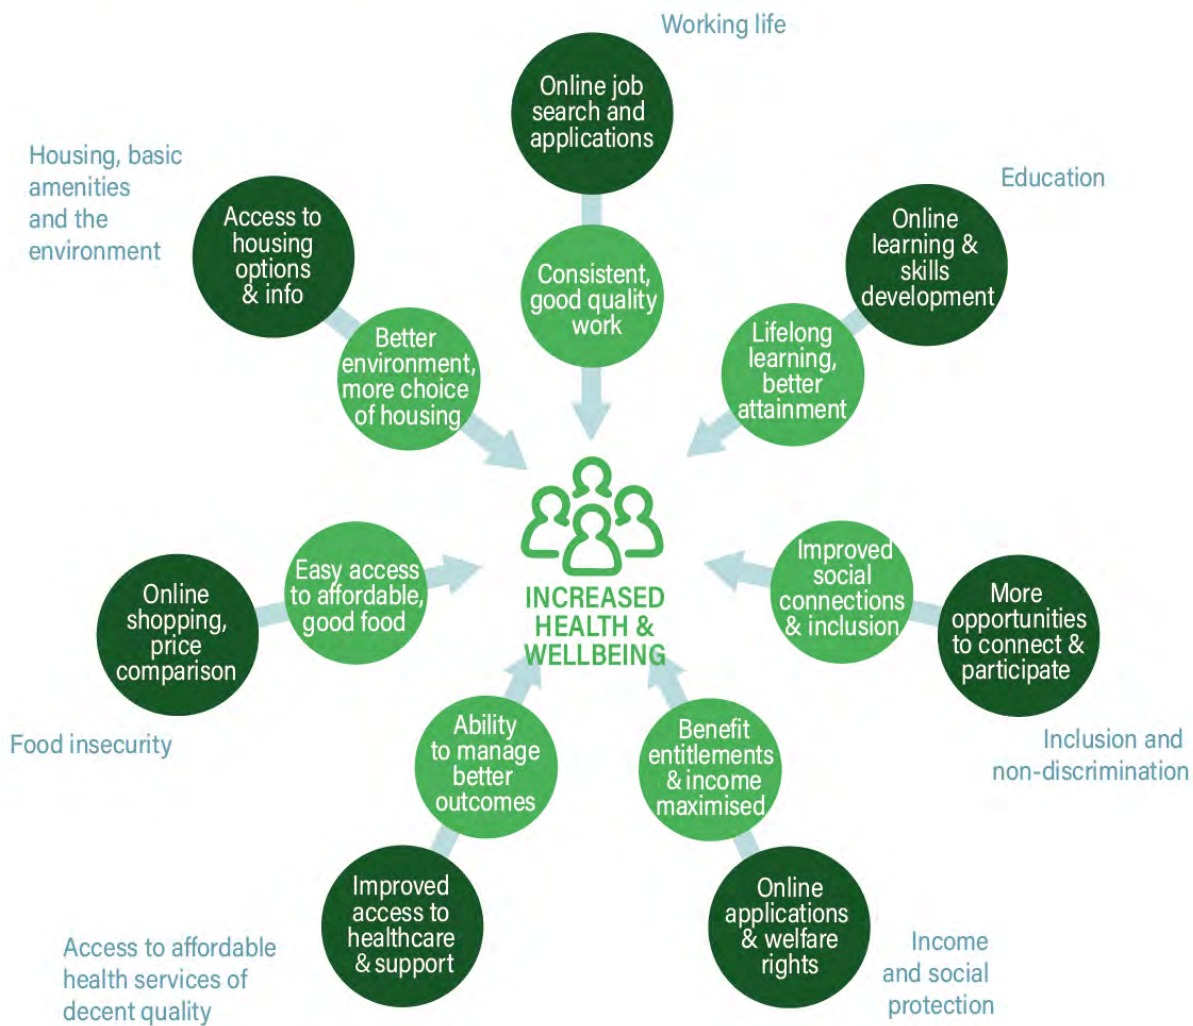 Working life
Online job
search and
applications
Consistent,
good quality
work
Education
Online
learning &
skills
development
Lifelong
learning,
better
attainment
Improved
social
connections
& inclusion
More
opportunities
to connect &
participate
Inclusion and
non-discrimination
Benefit
entitlements
& income
maximised
Online
applications
& welfare
rights
Income
and social
protection
Ability
to manage
better
outcomes
Improved
access to
healthcare
& support
Access to affordable
health services of
decent quality
Easy access
to affordable,
good food
Online
shopping,
price
comparison
Food insecurity
Housing, basic
amenities
and the
environment
Access to
housing
options
& info
Better
environment,
more choice
of housing
INCREASED
HEALTH &
WELLBEING